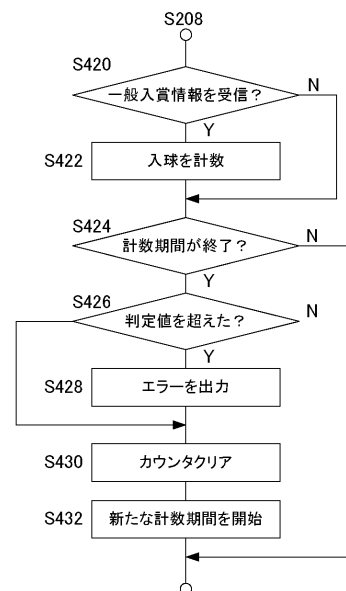 S208
S420
一般入賞情報を受信？
N
Y
S422
入球を計数
S424
計数期間が終了？
N
Y
S426
判定値を超えた？
N
Y
S428
エラーを出力
S430
カウンタクリア
S432
新たな計数期間を開始